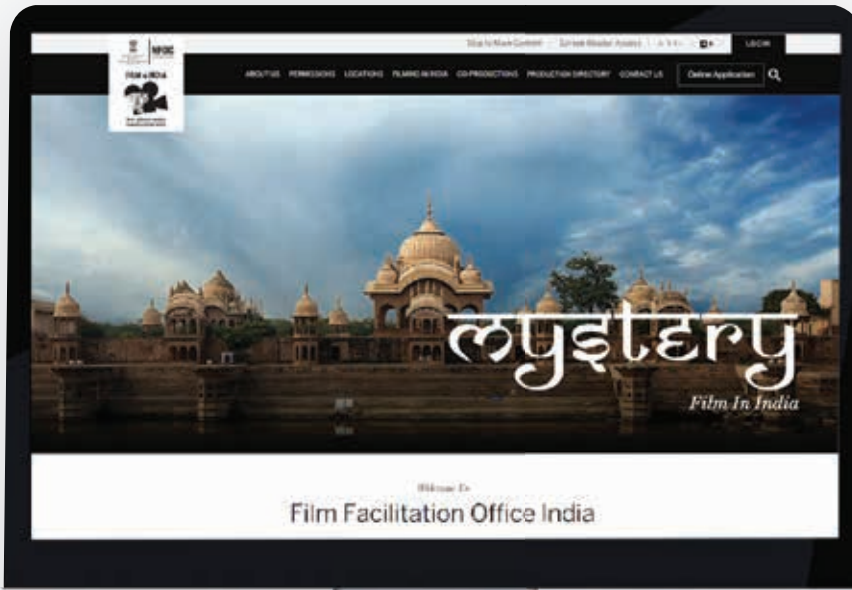 Skip to Main Content Screen Reader Access A A A+ LOGIN
NFDC
FILM IN INDIA
ABOUT US PERMISSIONS LOCATIONS FILMING IN INDIA CO-PRODUCTIONS PRODUCTION DIRECTORY CONTACT US Online Application
mystery
Film In India
Welcome To
Film Facilitation Office India